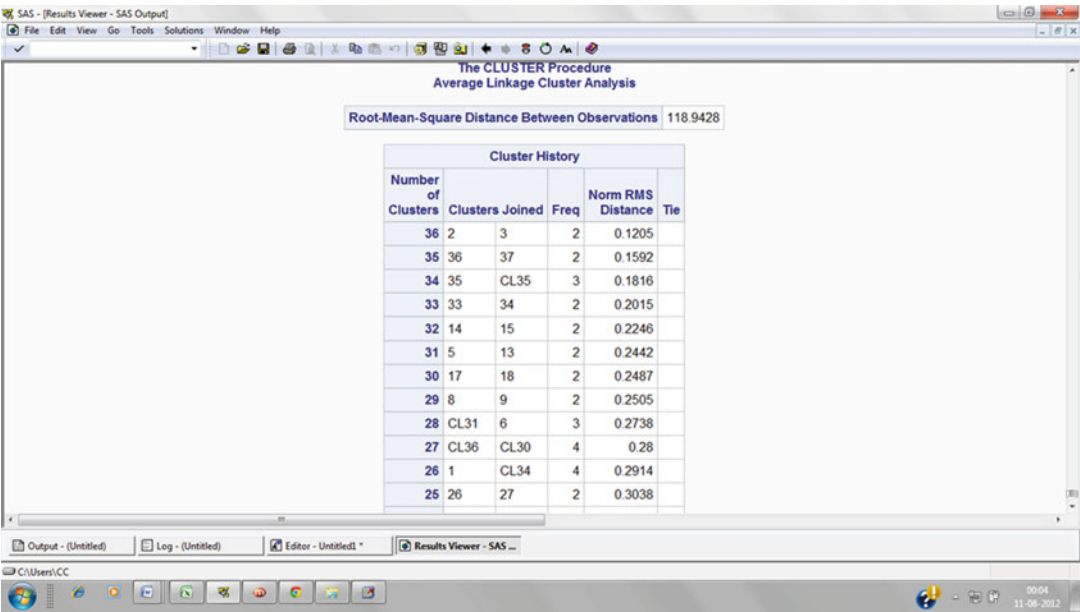 SAS - [Results Viewer - SAS Output]
File Edit View Go Tools Solutions Window Help
The CLUSTER Procedure
Average Linkage Cluster Analysis
Root-Mean-Square Distance Between Observations 118.9428
Cluster History
Number of Clusters Clusters Joined Freq Norm RMS Distance Tie
36 2 3 2 0.1205
35 36 37 2 0.1592
34 35 CL35 3 0.1816
33 33 34 2 0.2015
32 14 15 2 0.2246
31 5 13 2 0.2442
30 17 18 2 0.2487
29 8 9 2 0.2505
28 CL31 6 3 0.2738
27 CL36 CL30 4 0.28
26 1 CL34 4 0.2914
25 26 27 2 0.3038
Output - (Untitled) Log - (Untitled) Editor - Untitled1 * Results Viewer - SAS ...
C:\Users\CC
00:04
11-08-2012